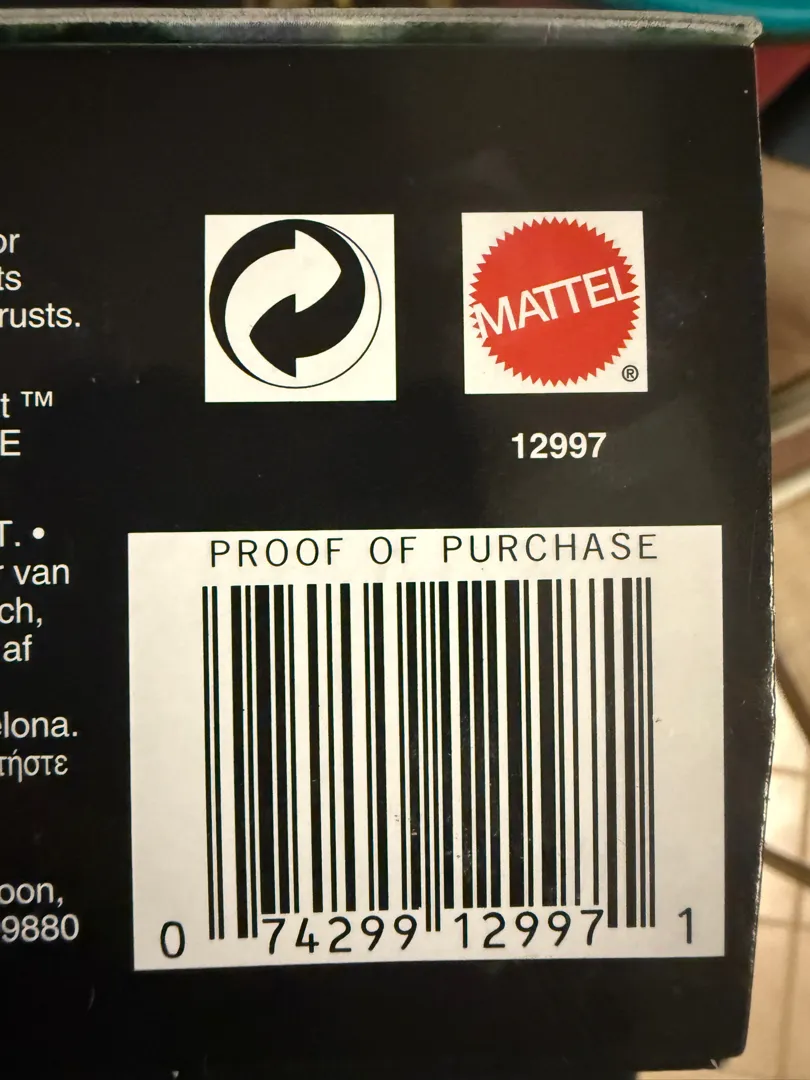 or
ts
rusts.
t ™
E
T. •
r van
ch,
af
elona.
τήστε
oon,
9880
MATTEL
®
12997
PROOF OF PURCHASE
0 74299 12997 1